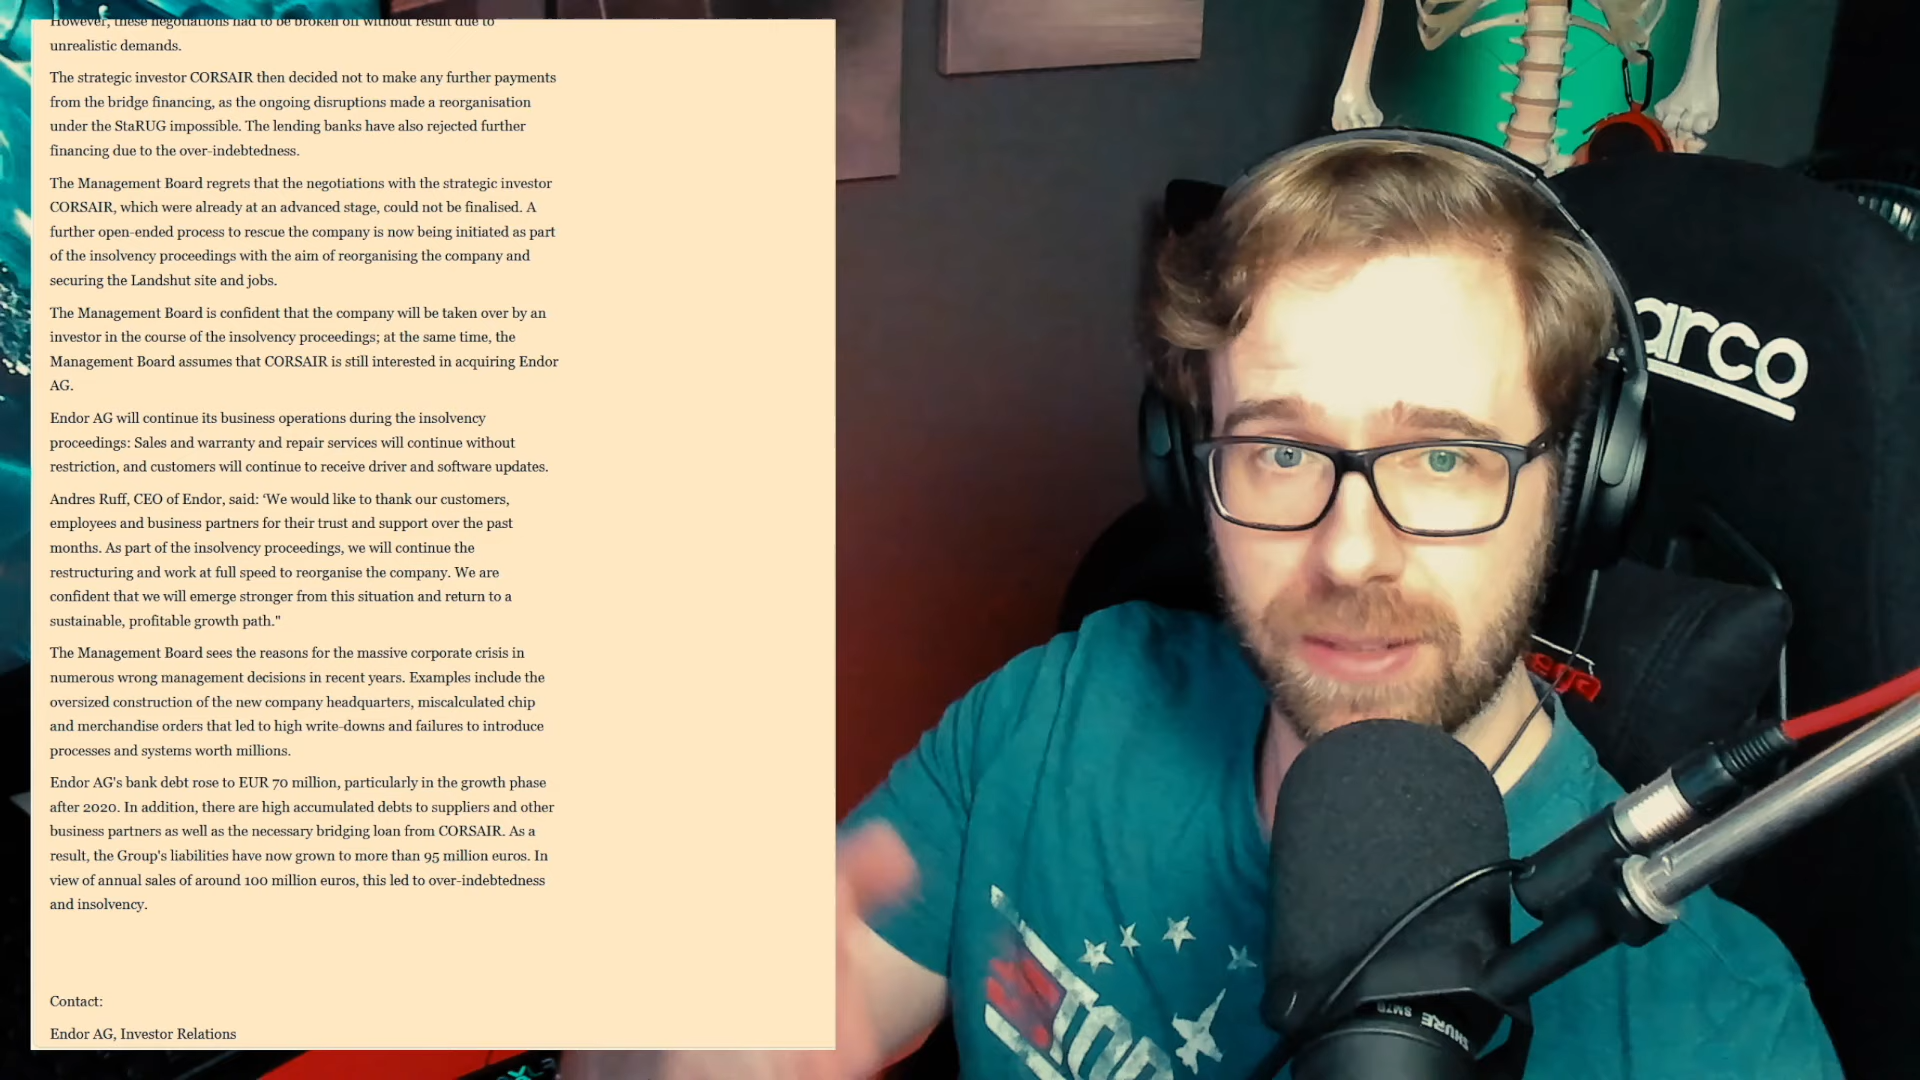 However, these negotiations had to be broken off without result due to
unrealistic demands.
The strategic investor CORSAIR then decided not to make any further payments
from the bridge financing, as the ongoing disruptions made a reorganisation
under the StaRUG impossible. The lending banks have also rejected further
financing due to the over-indebtedness.
The Management Board regrets that the negotiations with the strategic investor
CORSAIR, which were already at an advanced stage, could not be finalised. A
further open-ended process to rescue the company is now being initiated as part
of the insolvency proceedings with the aim of reorganising the company and
securing the Landshut site and jobs.
The Management Board is confident that the company will be taken over by an
investor in the course of the insolvency proceedings; at the same time, the
Management Board assumes that CORSAIR is still interested in acquiring Endor
AG.
Endor AG will continue its business operations during the insolvency
proceedings: Sales and warranty and repair services will continue without
restriction, and customers will continue to receive driver and software updates.
Andres Ruff, CEO of Endor, said: ‘We would like to thank our customers,
employees and business partners for their trust and support over the past
months. As part of the insolvency proceedings, we will continue the
restructuring and work at full speed to reorganise the company. We are
confident that we will emerge stronger from this situation and return to a
sustainable, profitable growth path."
The Management Board sees the reasons for the massive corporate crisis in
numerous wrong management decisions in recent years. Examples include the
oversized construction of the new company headquarters, miscalculated chip
and merchandise orders that led to high write-downs and failures to introduce
processes and systems worth millions.
Endor AG's bank debt rose to EUR 70 million, particularly in the growth phase
after 2020. In addition, there are high accumulated debts to suppliers and other
business partners as well as the necessary bridging loan from CORSAIR. As a
result, the Group's liabilities have now grown to more than 95 million euros. In
view of annual sales of around 100 million euros, this led to over-indebtedness
and insolvency.
Contact:
Endor AG, Investor Relations
arco
SHURE SM7B